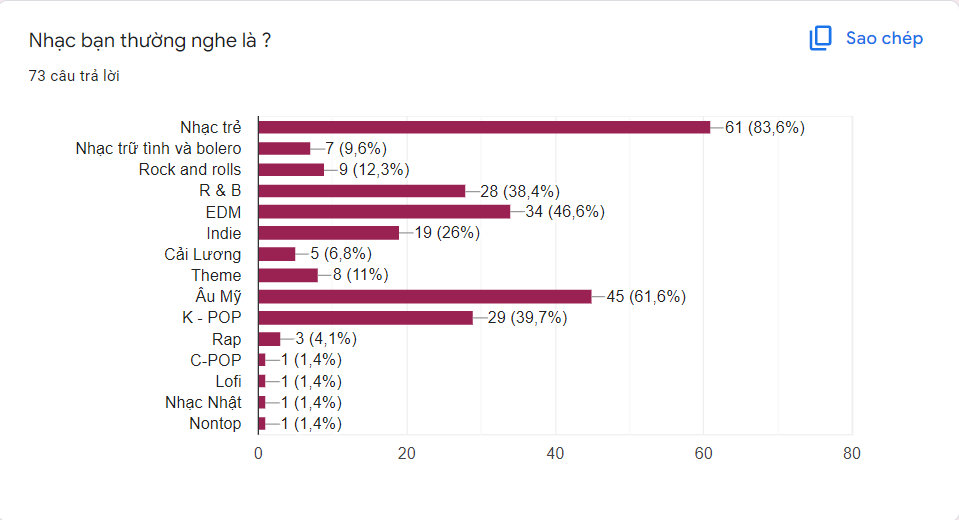 Nhạc bạn thường nghe là ?
Sao chép
73 câu trả lời
Nhạc trẻ 61 (83,6%)
Nhạc trữ tình và bolero 7 (9,6%)
Rock and rolls 9 (12,3%)
R & B 28 (38,4%)
EDM 34 (46,6%)
Indie 19 (26%)
Cải Lương 5 (6,8%)
Theme 8 (11%)
Âu Mỹ 45 (61,6%)
K - POP 29 (39,7%)
Rap 3 (4,1%)
C-POP 1 (1,4%)
Lofi 1 (1,4%)
Nhạc Nhật 1 (1,4%)
Nontop 1 (1,4%)
0 20 40 60 80